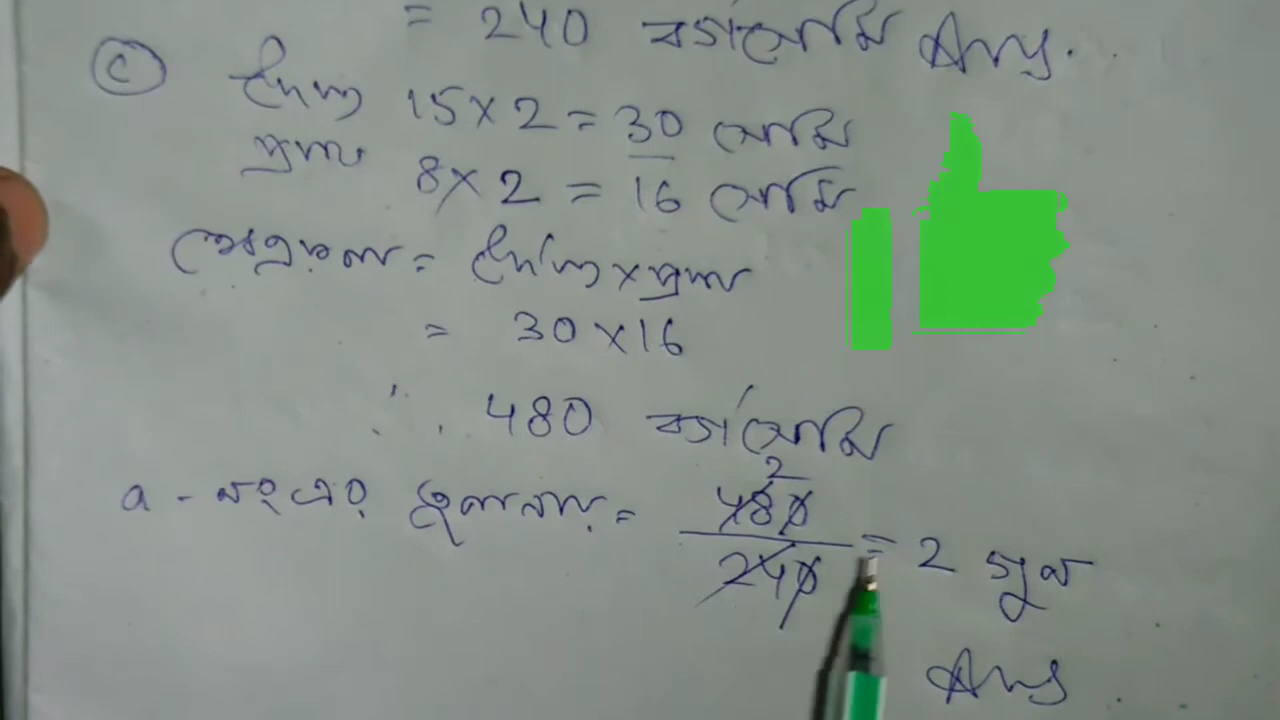 = 240 বর্গসেমি Ans.
(c) দৈর্ঘ্য 15 × 2 = 30 সেমি
প্রস্থ 8 × 2 = 16 সেমি
ক্ষেত্রফল = দৈর্ঘ্য × প্রস্থ
= 30 × 16
∴ 480 বর্গসেমি
a - নং এর তুলনায় = 480/240 2 = 2 গুন
Ans